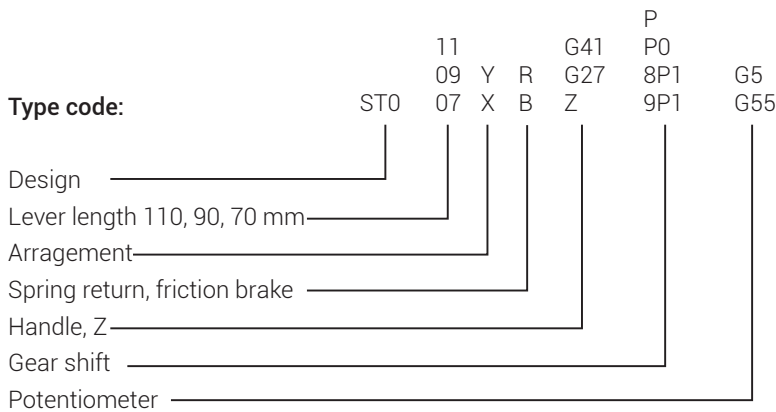 P
11 G41 P0
09 Y R G27 8P1 G5
Type code: ST0 07 X B Z 9P1 G55
Design
Lever length 110, 90, 70 mm
Arragement
Spring return, friction brake
Handle, Z
Gear shift
Potentiometer